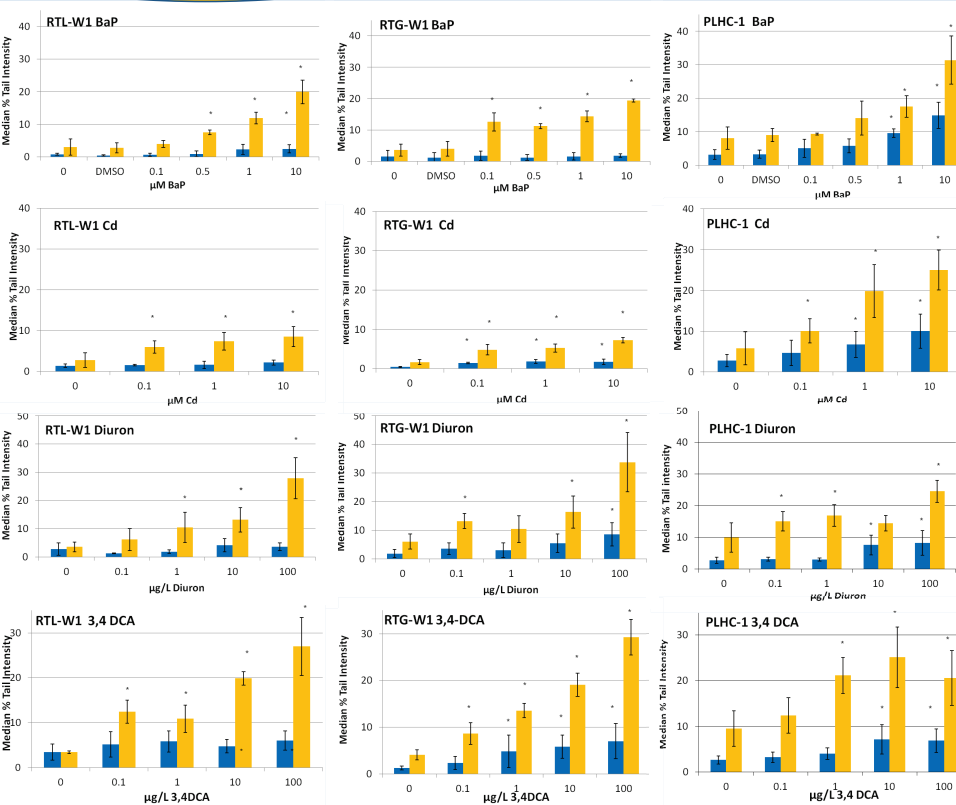 RTL-W1 BaP
Median % Tail Intensity
40
30
20
10
0
*
*
*
*
0 DMSO 0.1 0.5 1 10
µM BaP
RTG-W1 BaP
Median % Tail Intensity
40
30
20
10
0
*
*
*
*
0 DMSO 0.1 0.5 1 10
µM BaP
PLHC-1 BaP
Median % Tail Intensity
40
30
20
10
0
*
*
*
*
0 DMSO 0.1 0.5 1 10
µM BaP
RTL-W1 Cd
Median % Tail Intensity
40
30
20
10
0
*
*
*
0 0.1 1 10
µM Cd
RTG-W1 Cd
Median % Tail Intensity
40
30
20
10
0
*
*
*
*
*
*
0 0.1 1 10
µM Cd
PLHC-1 Cd
Median % Tail Intensity
40
30
20
10
0
*
*
*
*
*
0 0.1 1 10
µM Cd
RTL-W1 Diuron
Median % Tail Intensity
50
40
30
20
10
0
*
*
*
0 0.1 1 10 100
µg/L Diuron
RTG-W1 Diuron
Median % Tail Intensity
50
40
30
20
10
0
*
*
*
*
0 0.1 1 10 100
µg/L Diuron
PLHC-1 Diuron
Median % Tail Intensity
50
40
30
20
10
0
*
*
*
*
*
0 0.1 1 10 100
µg/L Diuron
RTL-W1 3,4 DCA
Median % Tail Intensity
30
20
10
0
*
*
*
*
*
*
0 0.1 1 10 100
µg/L 3,4DCA
RTG-W1 3,4-DCA
Median % Tail Intensity
30
20
10
0
*
*
*
*
*
*
*
0 0.1 1 10 100
µg/L 3,4DCA
PLHC-1 3,4 DCA
Median % Tail Intensity
30
20
10
0
*
*
*
*
*
0 0.1 1 10 100
µg/L 3,4 DCA